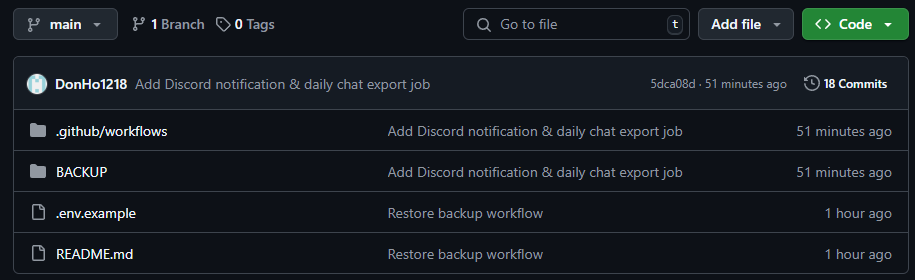 main 1 Branch 0 Tags Go to file t Add file Code
DonHo1218 Add Discord notification & daily chat export job 5dca08d · 51 minutes ago 18 Commits
.github/workflows Add Discord notification & daily chat export job 51 minutes ago
BACKUP Add Discord notification & daily chat export job 51 minutes ago
.env.example Restore backup workflow 1 hour ago
README.md Restore backup workflow 1 hour ago